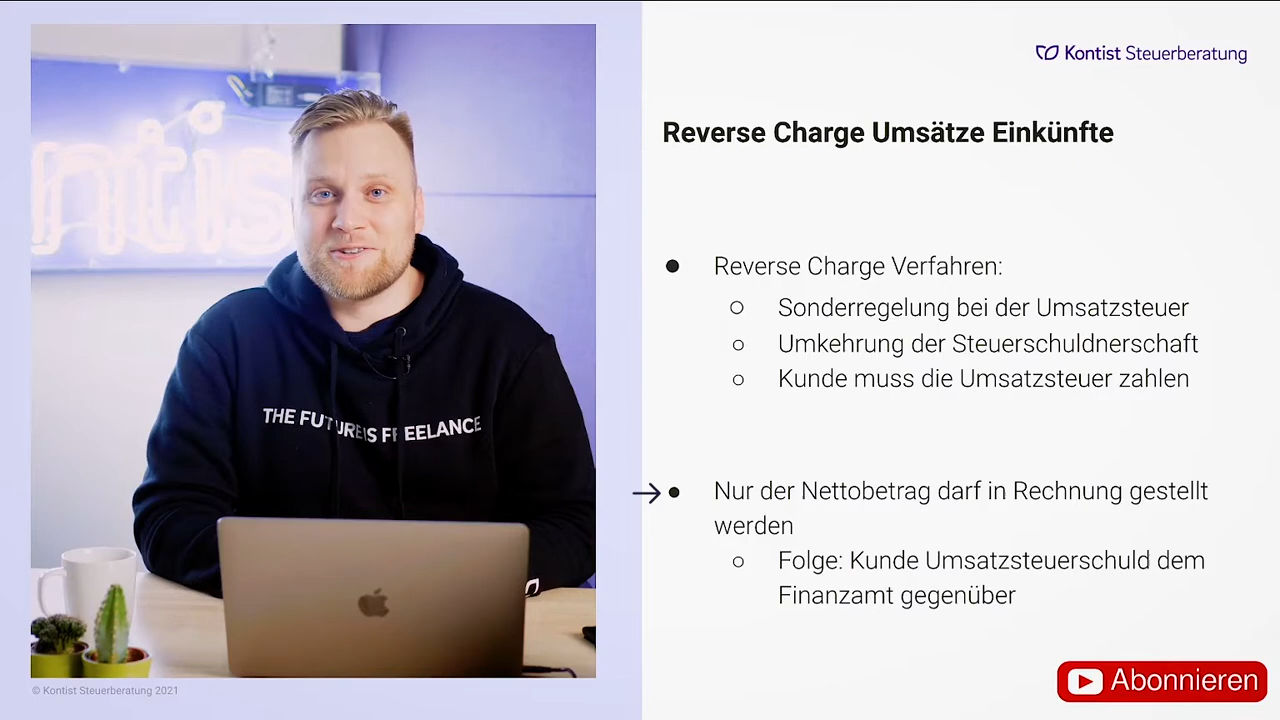 Kontist Steuerberatung
Reverse Charge Umsätze Einkünfte
Reverse Charge Verfahren:
Sonderregelung bei der Umsatzsteuer
Umkehrung der Steuerschuldnerschaft
Kunde muss die Umsatzsteuer zahlen
Nur der Nettobetrag darf in Rechnung gestellt
werden
Folge: Kunde Umsatzsteuerschuld dem
Finanzamt gegenüber
THE FUTURE IS FREELANCE
© Kontist Steuerberatung 2021
Abonnieren